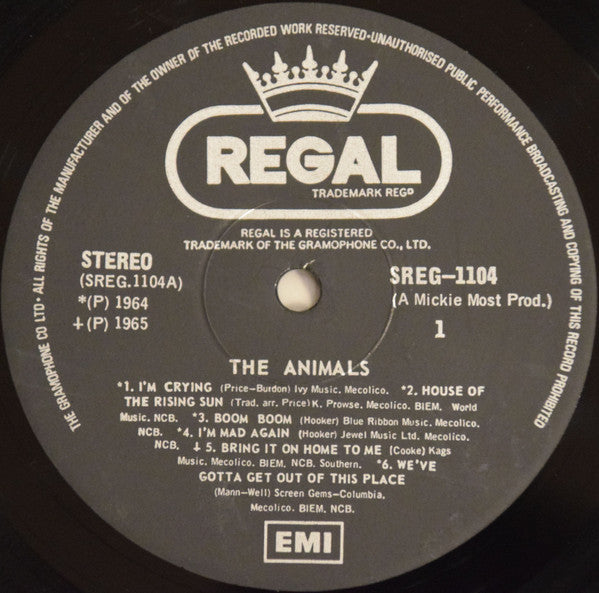 THE GRAMOPHONE CO LTD • ALL RIGHTS OF THE MANUFACTURER AND OF THE OWNER OF THE RECORDED WORK RESERVED • UNAUTHORISED PUBLIC PERFORMANCE BROADCASTING AND COPYING OF THIS RECORD PROHIBITED
REGAL
TRADEMARK REGD
REGAL IS A REGISTERED
TRADEMARK OF THE GRAMOPHONE CO., LTD.
STEREO
(SREG.1104A)
*(P) 1964
+(P) 1965
SREG-1104
(A Mickie Most Prod.)
1
THE ANIMALS
*1. I'M CRYING (Price-Burdon) Ivy Music. Mecolico. *2. HOUSE OF
THE RISING SUN (Trad. arr. Price) K. Prowse. Mecolico. BIEM. World
Music. NCB. *3. BOOM BOOM (Hooker) Blue Ribbon Music. Mecolico.
NCB. *4. I'M MAD AGAIN (Hooker) Jewel Music Ltd. Mecolico.
NCB. +5. BRING IT ON HOME TO ME (Cooke) Kags
Music. Mecolico. BIEM. NCB. Southern. *6. WE'VE
GOTTA GET OUT OF THIS PLACE
(Mann-Well) Screen Gems-Columbia.
Mecolico. BIEM. NCB.
EMI